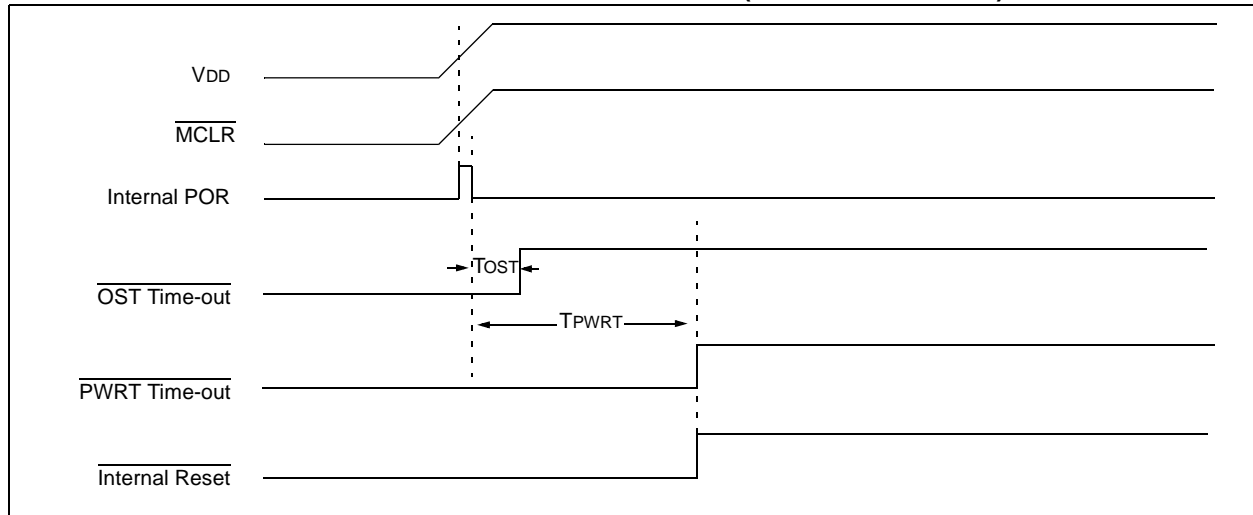 VDD
MCLR
Internal POR
TOST
OST Time-out
TPWRT
PWRT Time-out
Internal Reset